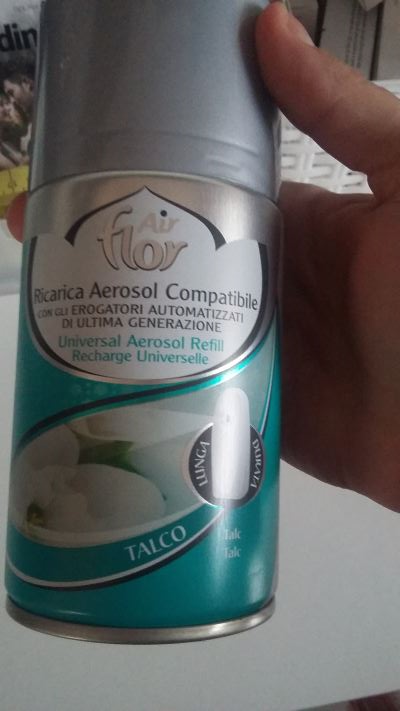 din
Air
flor
Ricarica Aerosol Compatibile
CON GLI EROGATORI AUTOMATIZZATI
DI ULTIMA GENERAZIONE
Universal Aerosol Refill
Recharge Universelle
LUNGA
DURATA
TALCO
Talc
Talc